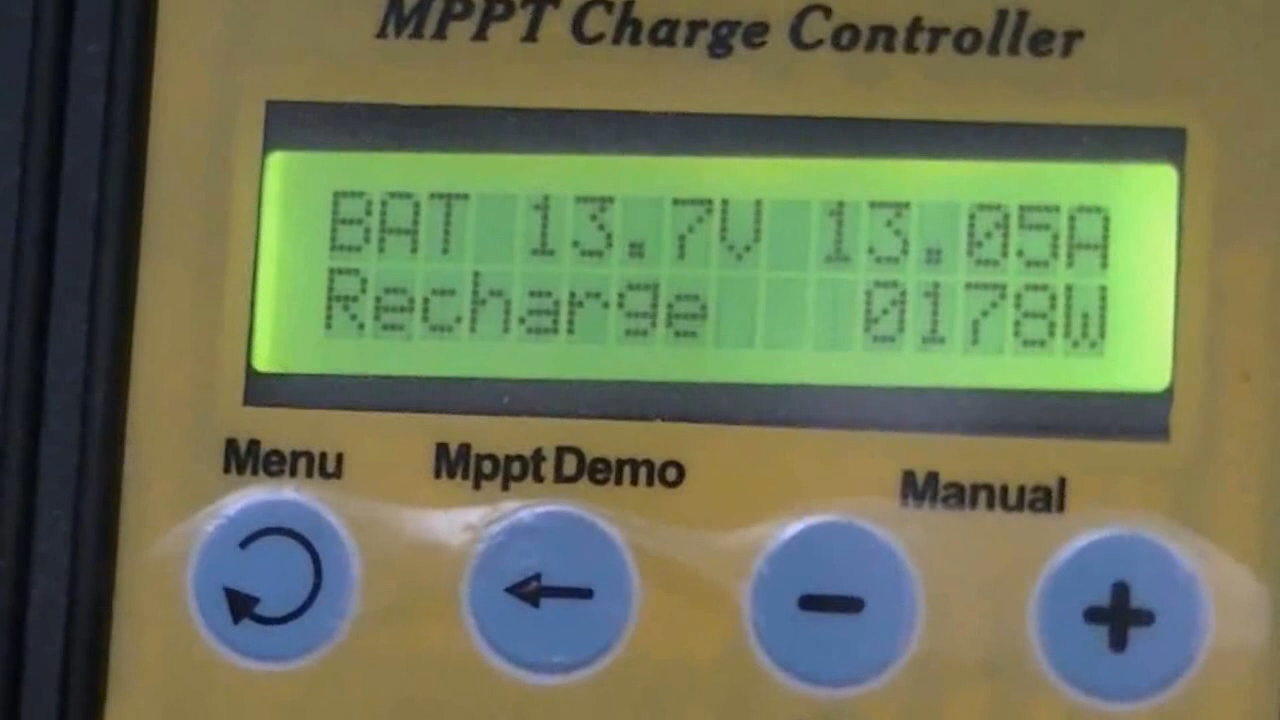 MPPT Charge Controller
BAT 13.7V 13.05A
Recharge 0178W
Menu Mppt Demo Manual